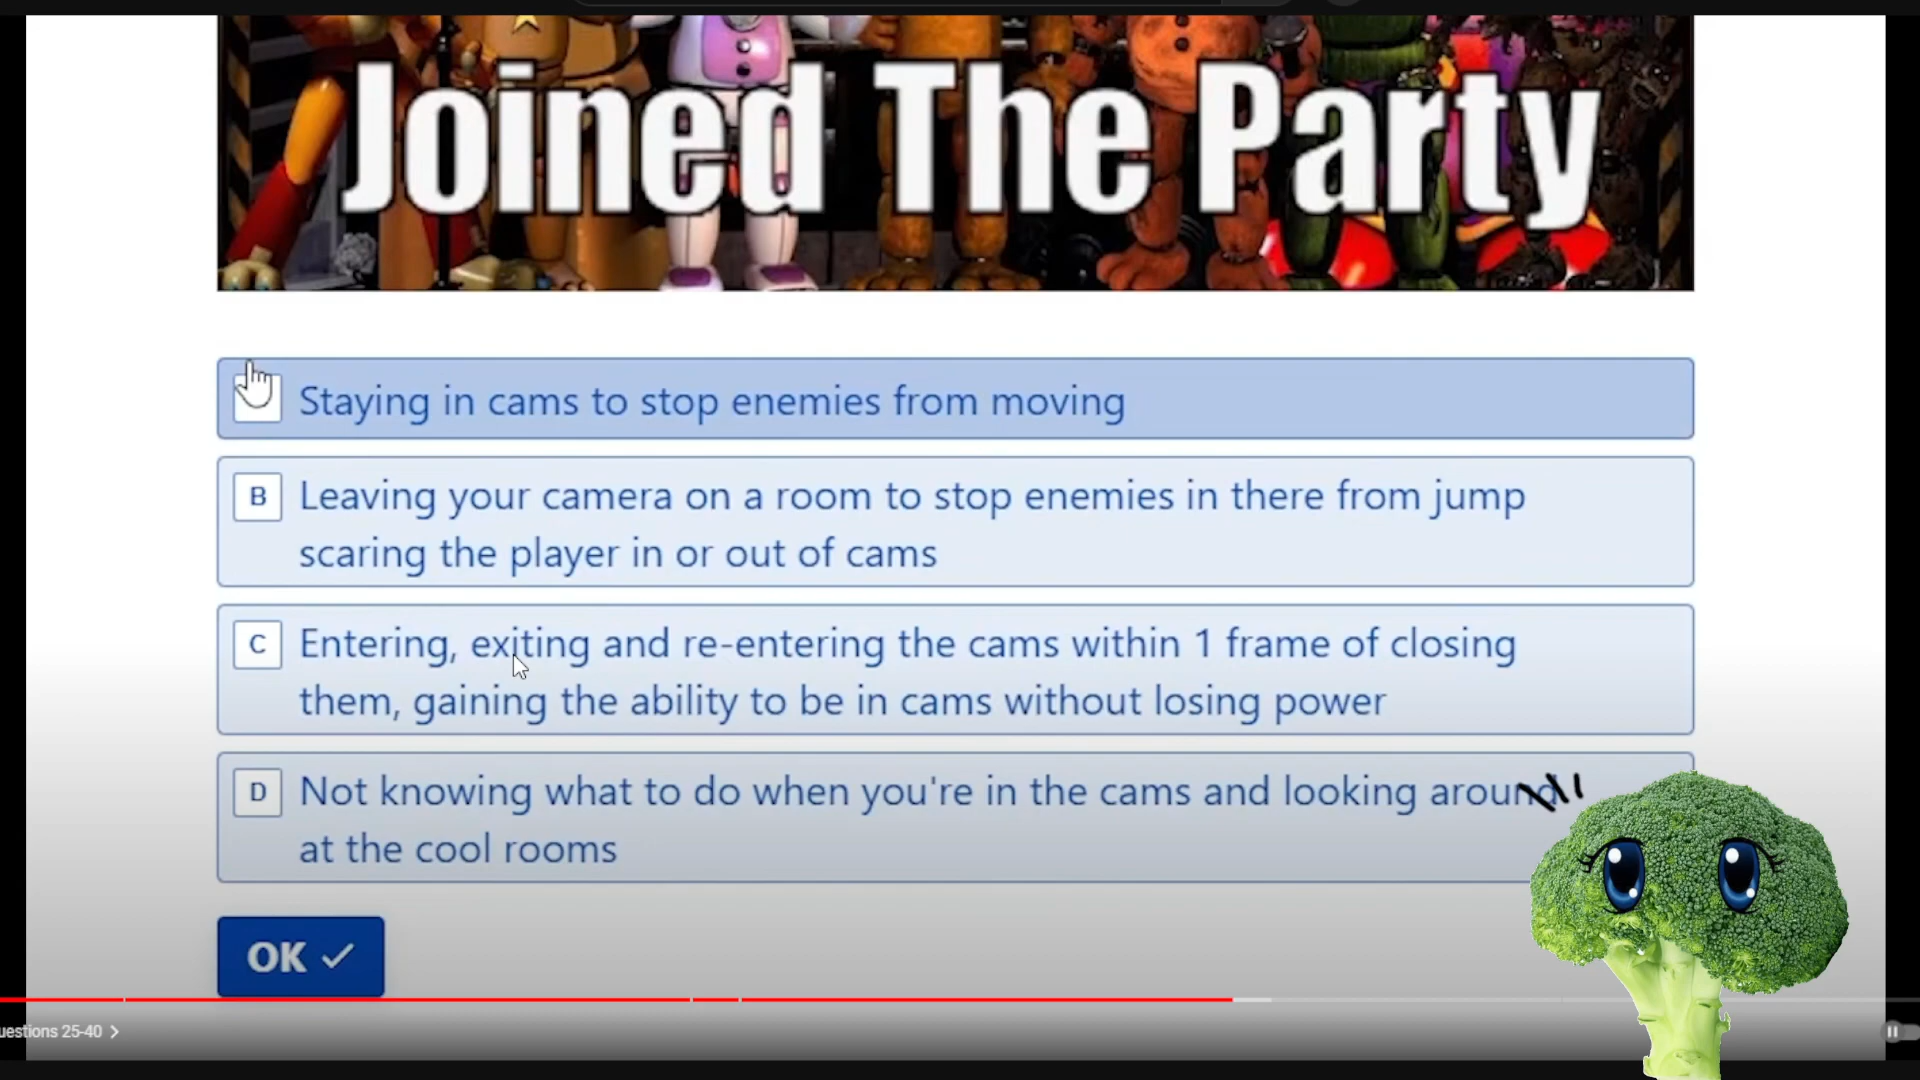 Joined The Party
Staying in cams to stop enemies from moving
B Leaving your camera on a room to stop enemies in there from jump
scaring the player in or out of cams
C Entering, exiting and re-entering the cams within 1 frame of closing
them, gaining the ability to be in cams without losing power
D Not knowing what to do when you're in the cams and looking around
at the cool rooms
OK
uestions 25-40